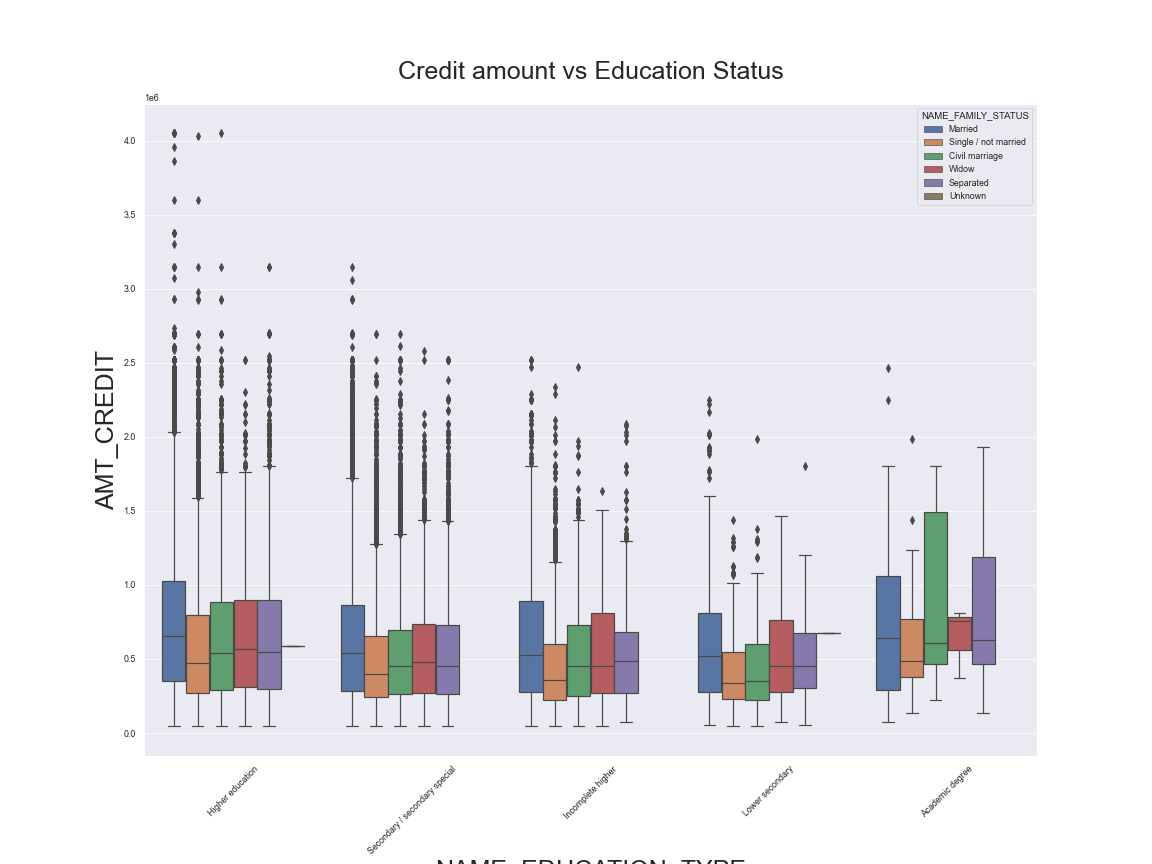 Credit amount vs Education Status
1e6
NAME_FAMILY_STATUS
Married
Single / not married
Civil marriage
Widow
Separated
Unknown
4.0
3.5
3.0
2.5
2.0
1.5
1.0
0.5
0.0
AMT_CREDIT
Higher education
Secondary / secondary special
Incomplete higher
Lower secondary
Academic degree
NAME_EDUCATION_TYPE